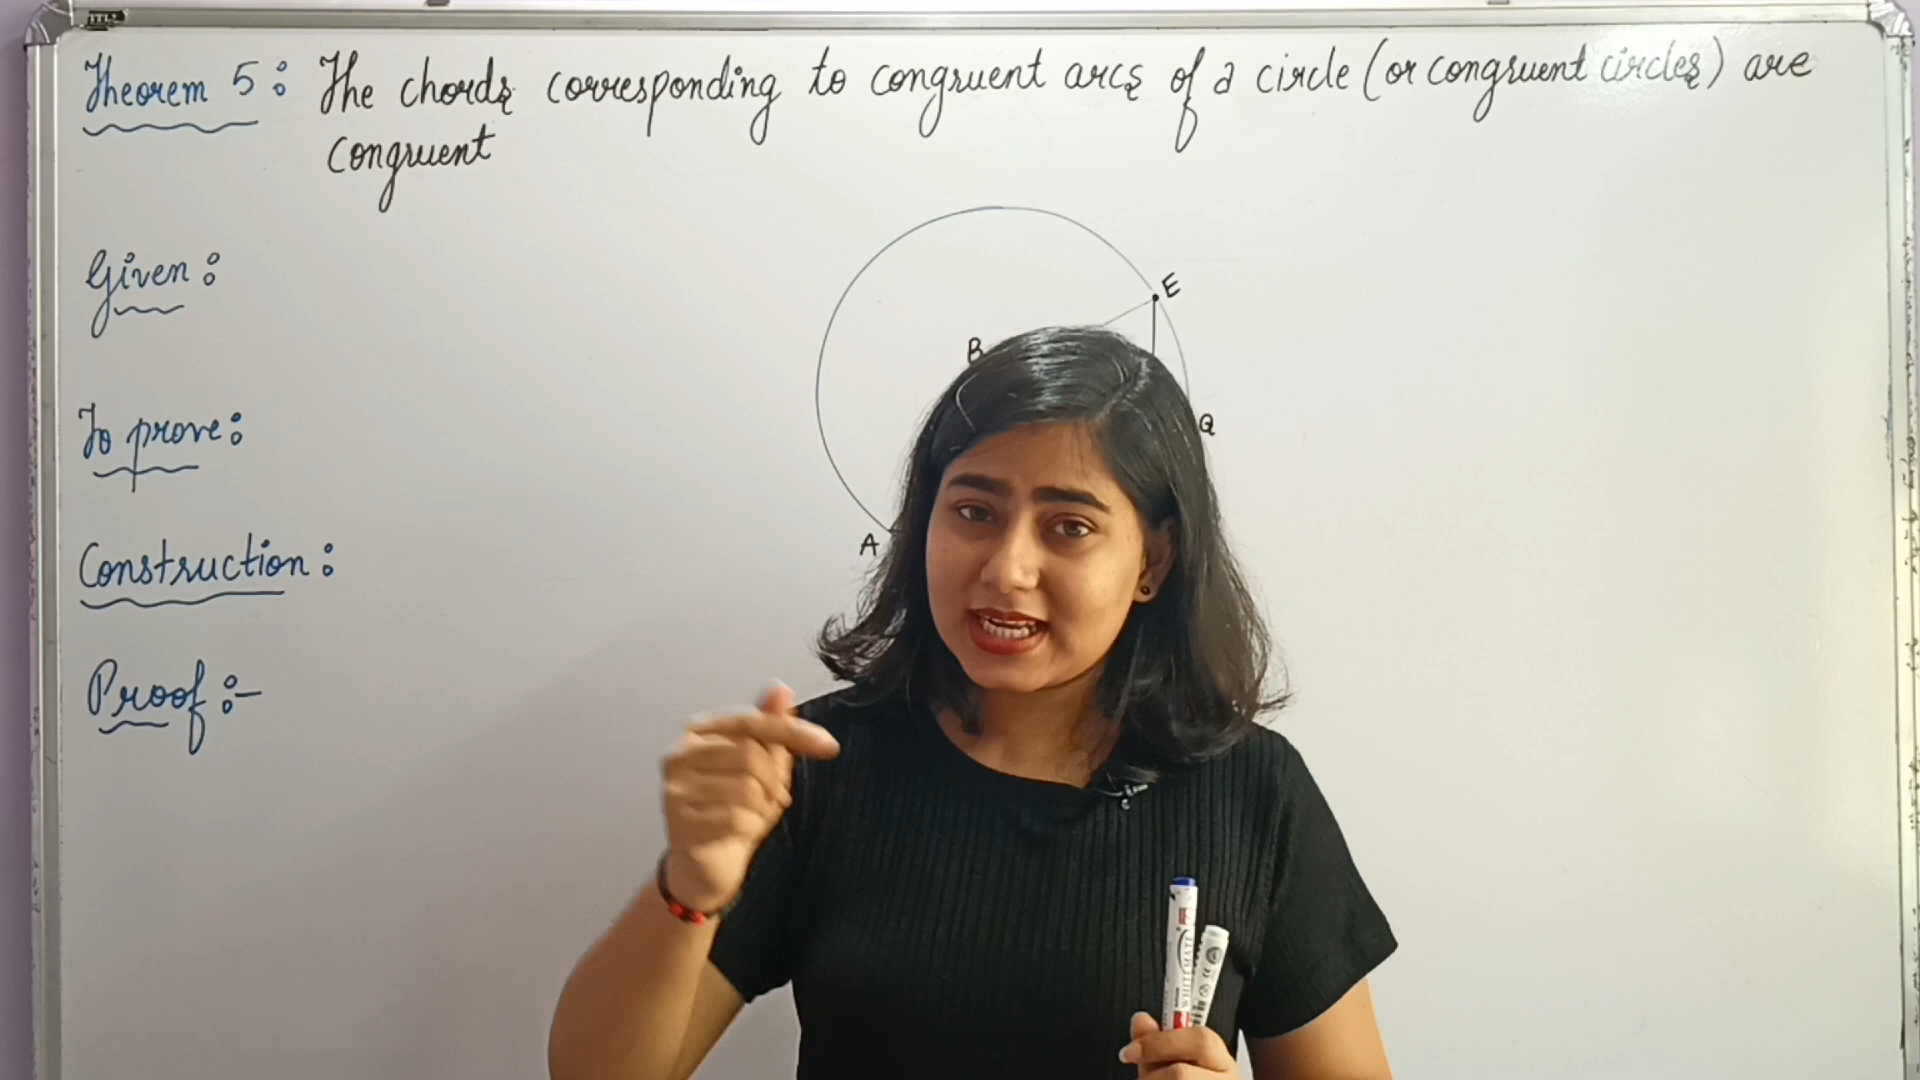 Theorem 5: The chords corresponding to congruent arcs of a circle (or congruent circles) are
congruent
Given:
E
B
To prove:
Q
A
Construction:
Proof:-
WHITEMATE